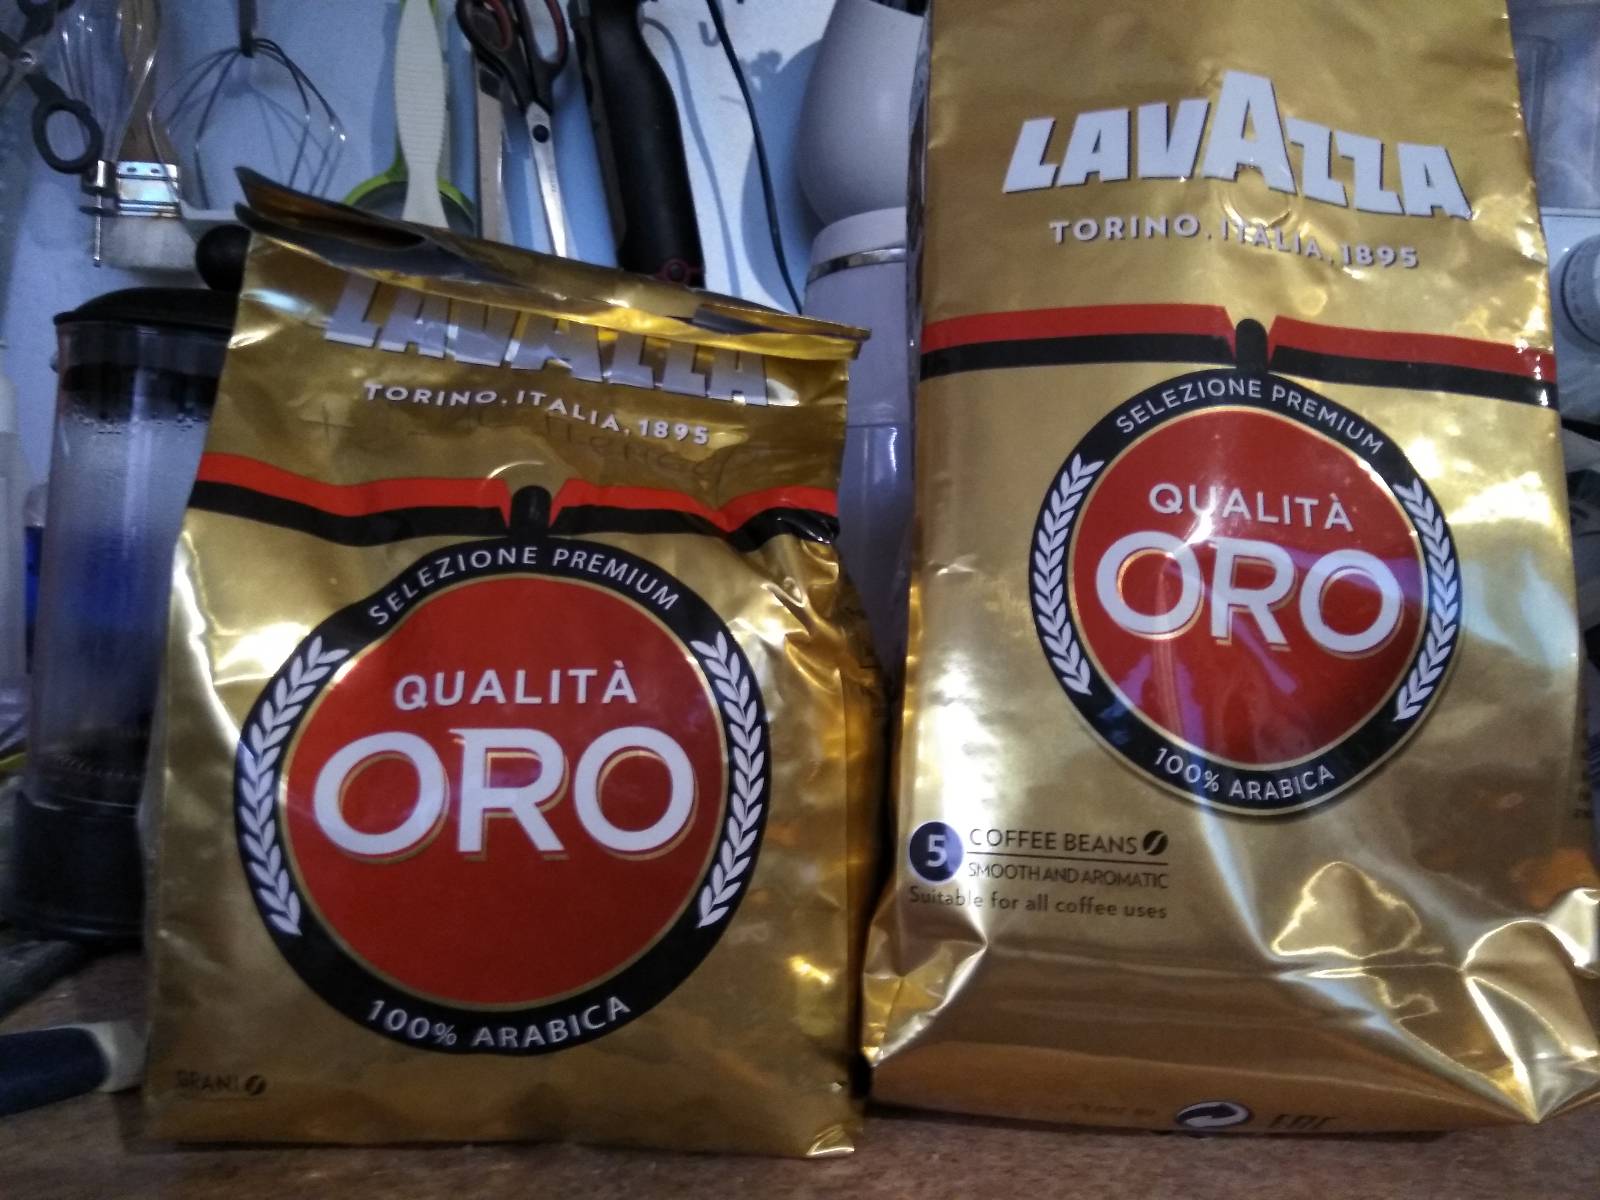 LAVAZZA
TORINO, ITALIA, 1895
SELEZIONE PREMIUM
QUALITÀ
ORO
100% ARABICA
GRANI
LAVAZZA
TORINO, ITALIA, 1895
SELEZIONE PREMIUM
QUALITÀ
ORO
100% ARABICA
5
COFFEE BEANS
SMOOTH AND AROMATIC
Suitable for all coffee uses